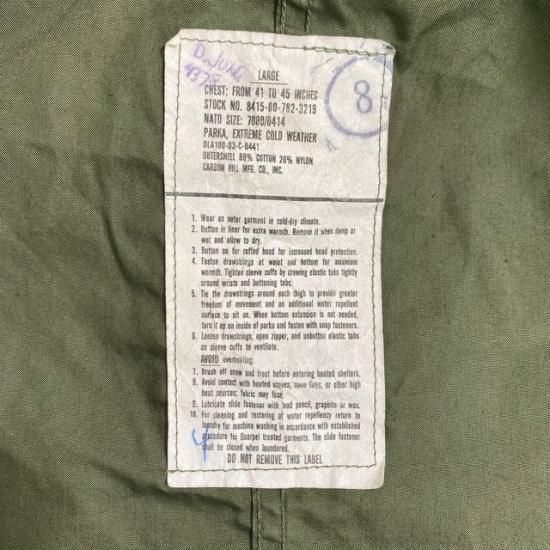 D. JONES
4378
8
LARGE
CHEST: FROM 41 TO 45 INCHES
STOCK NO. 8415-00-782-3219
NATO SIZE: 7080/0414
PARKA, EXTREME COLD WEATHER
DLA100-83-C-0441
OUTERSHELL 80% COTTON 20% NYLON
CARBON HILL MFG. CO., INC.
1. Wear as outer garment in cold-dry climate.
2. Button in liner for extra warmth. Remove it when damp or
wet and allow to dry.
3. Button on fur ruffed hood for increased head protection.
4. Fasten drawstrings at waist and bottom for maximum
warmth. Tighten sleeve cuffs by drawing elastic tabs tightly
around wrists and buttoning tabs.
5. Tie the drawstrings around each thigh to provide greater
freedom of movement and an additional water repellent
surface to sit on. When bottom extension is not needed,
turn it up on inside of parka and fasten with snap fasteners.
6. Loosen drawstrings, open zipper, and unbutton elastic tabs
on sleeve cuffs to ventilate.
AVOID overheating.
7. Brush off snow and frost before entering heated shelters.
8. Avoid contact with heated stoves, open fires, or other high
heat sources; fabric may fuse.
9. Lubricate slide fastener with lead pencil, graphite or wax.
10. For cleaning and restoring of water repellency return to
laundry for machine washing in accordance with established
procedure for Quarpel treated garments. The slide fastener
shall be closed when laundered.
4
DO NOT REMOVE THIS LABEL